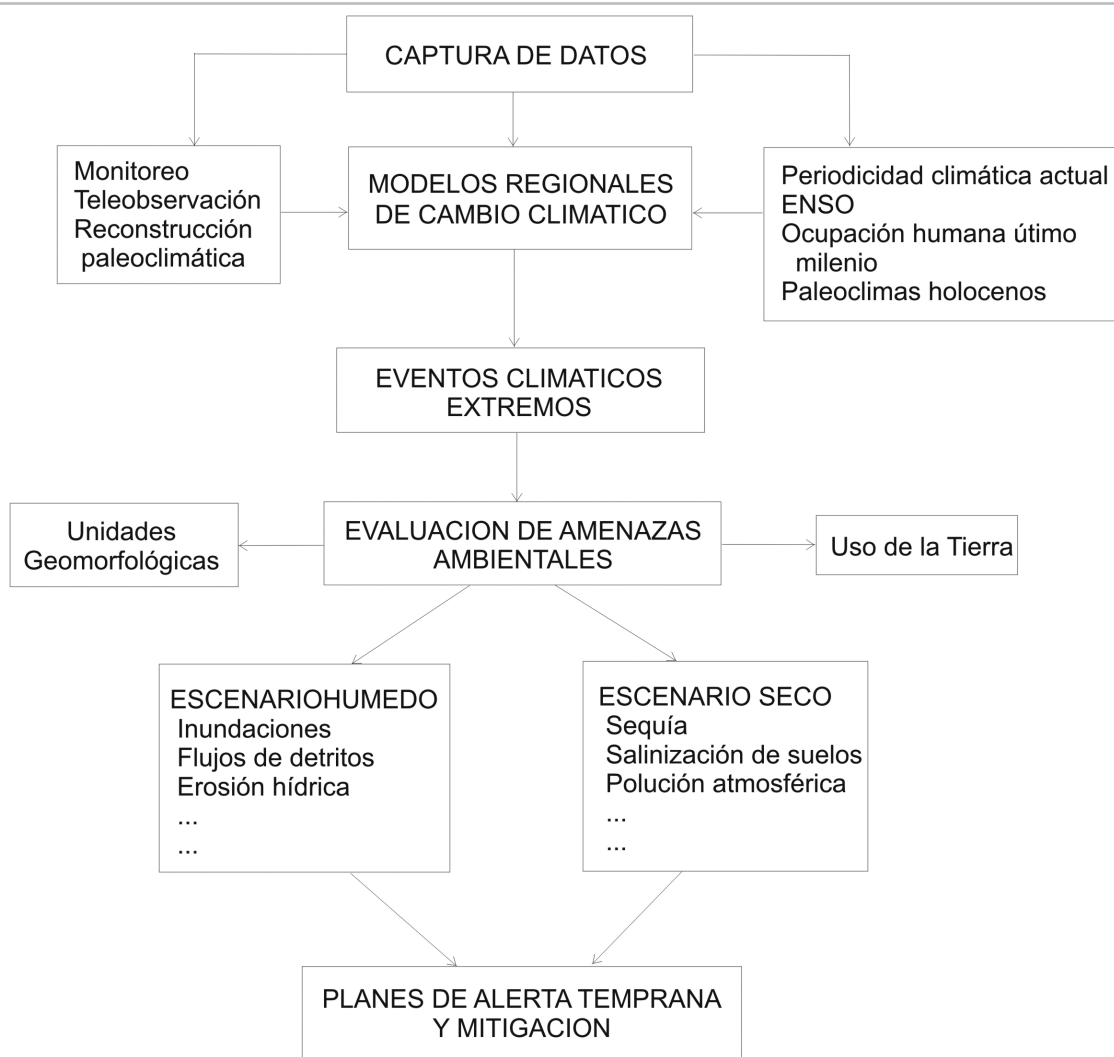 CAPTURA DE DATOS
Monitoreo
Teleobservación
Reconstrucción
paleoclimática
MODELOS REGIONALES
DE CAMBIO CLIMATICO
Periodicidad climática actual
ENSO
Ocupación humana útimo
milenio
Paleoclimas holocenos
EVENTOS CLIMATICOS
EXTREMOS
Unidades
Geomorfológicas
EVALUACION DE AMENAZAS
AMBIENTALES
Uso de la Tierra
ESCENARIOHUMEDO
Inundaciones
Flujos de detritos
Erosión hídrica
...
...
ESCENARIO SECO
Sequía
Salinización de suelos
Polución atmosférica
...
...
PLANES DE ALERTA TEMPRANA
Y MITIGACION